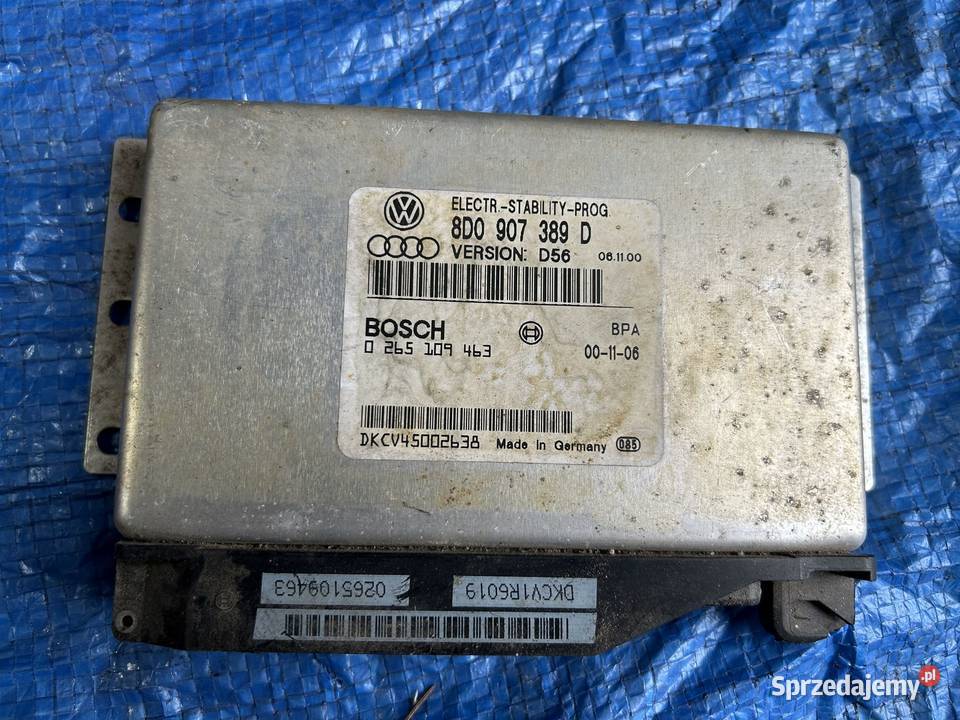 ELECTR.-STABILITY-PROG.
8D0 907 389 D
VERSION: D56 06.11.00
BOSCH BPA
0 265 109 463 00-11-06
DKCV45002638 Made in Germany 085
0265109463 DKCV1R6019
Sprzedajemy.pl